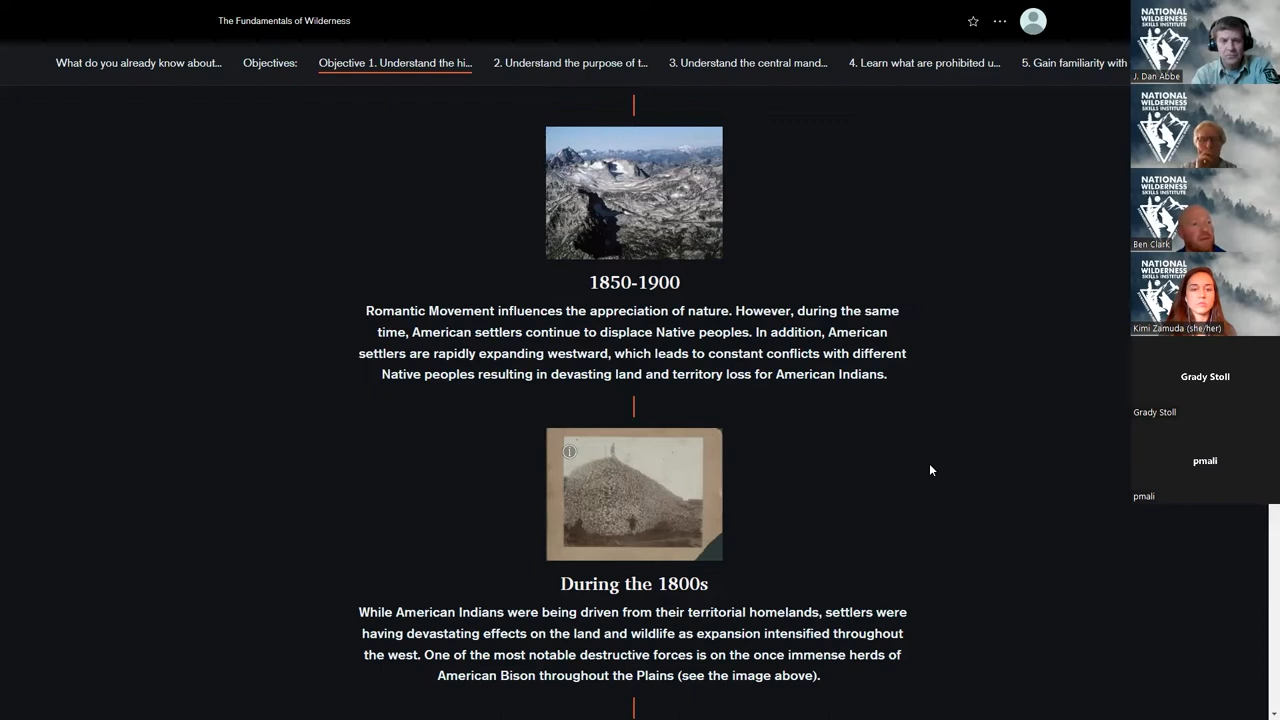 The Fundamentals of Wilderness
What do you already know about...
Objectives:
Objective 1. Understand the hi...
2. Understand the purpose of t...
3. Understand the central mand...
4. Learn what are prohibited u...
5. Gain familiarity with
1850-1900
Romantic Movement influences the appreciation of nature. However, during the same
time, American settlers continue to displace Native peoples. In addition, American
settlers are rapidly expanding westward, which leads to constant conflicts with different
Native peoples resulting in devasting land and territory loss for American Indians.
During the 1800s
While American Indians were being driven from their territorial homelands, settlers were
having devastating effects on the land and wildlife as expansion intensified throughout
the west. One of the most notable destructive forces is on the once immense herds of
American Bison throughout the Plains (see the image above).
NATIONAL
WILDERNESS
SKILLS INSTITUTE
J. Dan Abbe
NATIONAL
WILDERNESS
SKILLS INSTITUTE
NATIONAL
WILDERNESS
SKILLS INSTITUTE
Ben Clark
NATIONAL
WILDERNESS
SKILLS INSTITUTE
Kimi Zamuda (she/her)
Grady Stoll
Grady Stoll
pmali
pmali